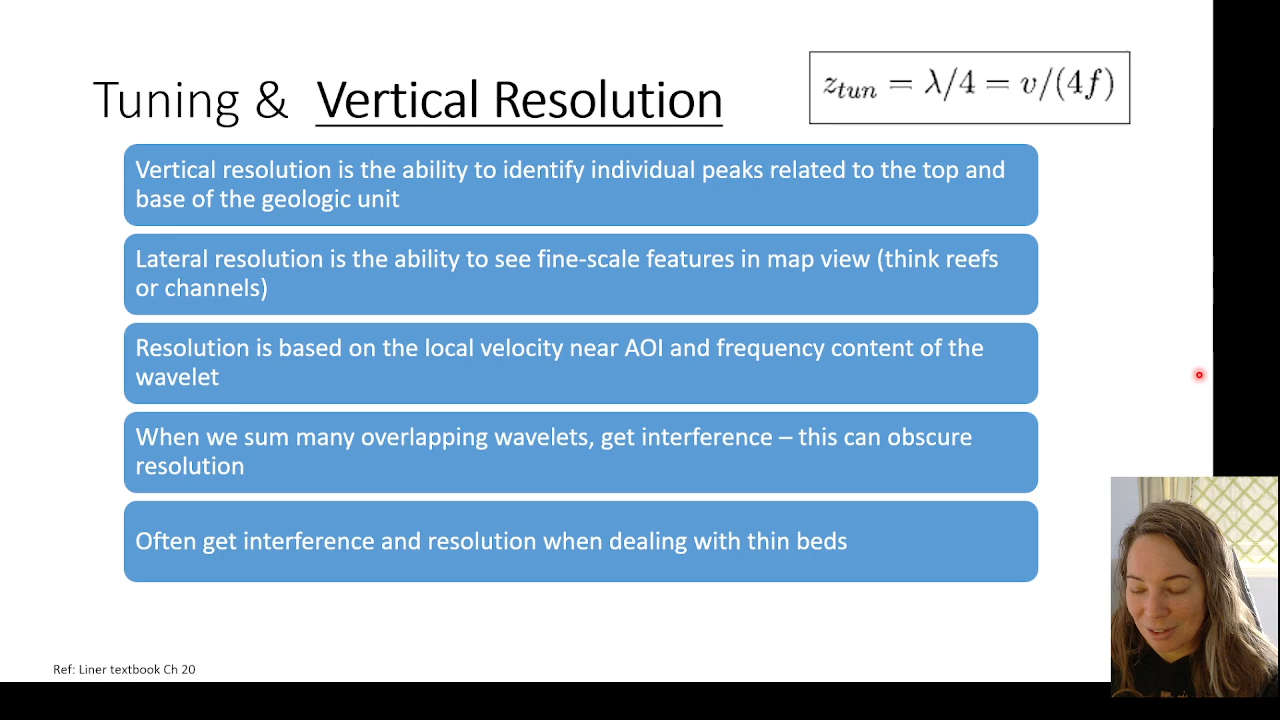 Tuning & Vertical Resolution
z_tun = λ/4 = v/(4f)
Vertical resolution is the ability to identify individual peaks related to the top and
base of the geologic unit
Lateral resolution is the ability to see fine-scale features in map view (think reefs
or channels)
Resolution is based on the local velocity near AOI and frequency content of the
wavelet
When we sum many overlapping wavelets, get interference – this can obscure
resolution
Often get interference and resolution when dealing with thin beds
Ref: Liner textbook Ch 20